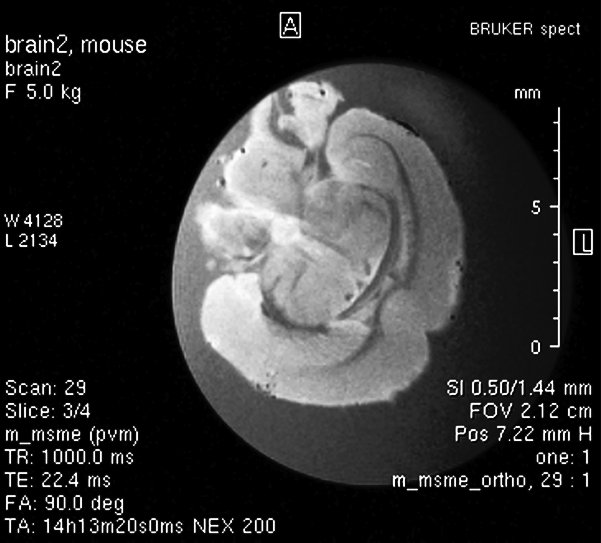 A
BRUKER spect
brain2, mouse
brain2
F 5.0 kg
mm
W 4128
L 2134
5
L
0
Scan: 29
Slice: 3/4
m_msme (pvm)
TR: 1000.0 ms
TE: 22.4 ms
FA: 90.0 deg
TA: 14h13m20s0ms NEX 200
SI 0.50/1.44 mm
FOV 2.12 cm
Pos 7.22 mm H
one: 1
m_msme_ortho, 29 : 1